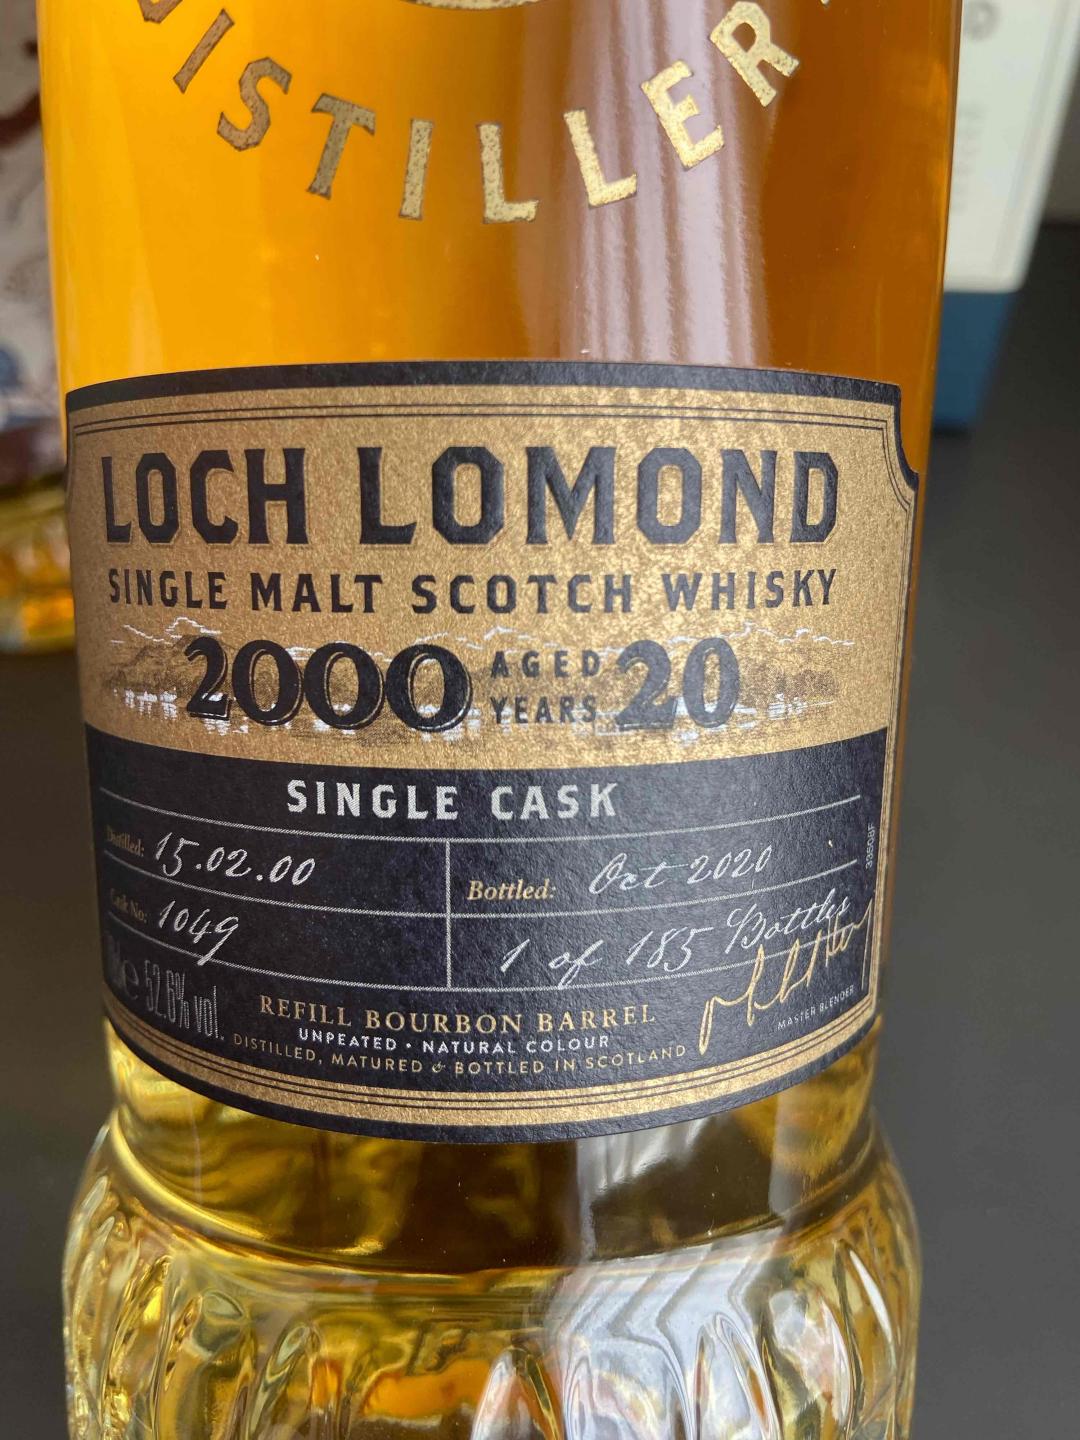 DISTILLER
LOCH LOMOND
SINGLE MALT SCOTCH WHISKY
2000 AGED YEARS 20
SINGLE CASK
Distilled: 15.02.00
Bottled: Oct 2020
Cask No: 1049
1 of 185 Bottles
e 52.6% vol.
REFILL BOURBON BARREL
UNPEATED • NATURAL COLOUR
DISTILLED, MATURED & BOTTLED IN SCOTLAND
MASTER BLENDER